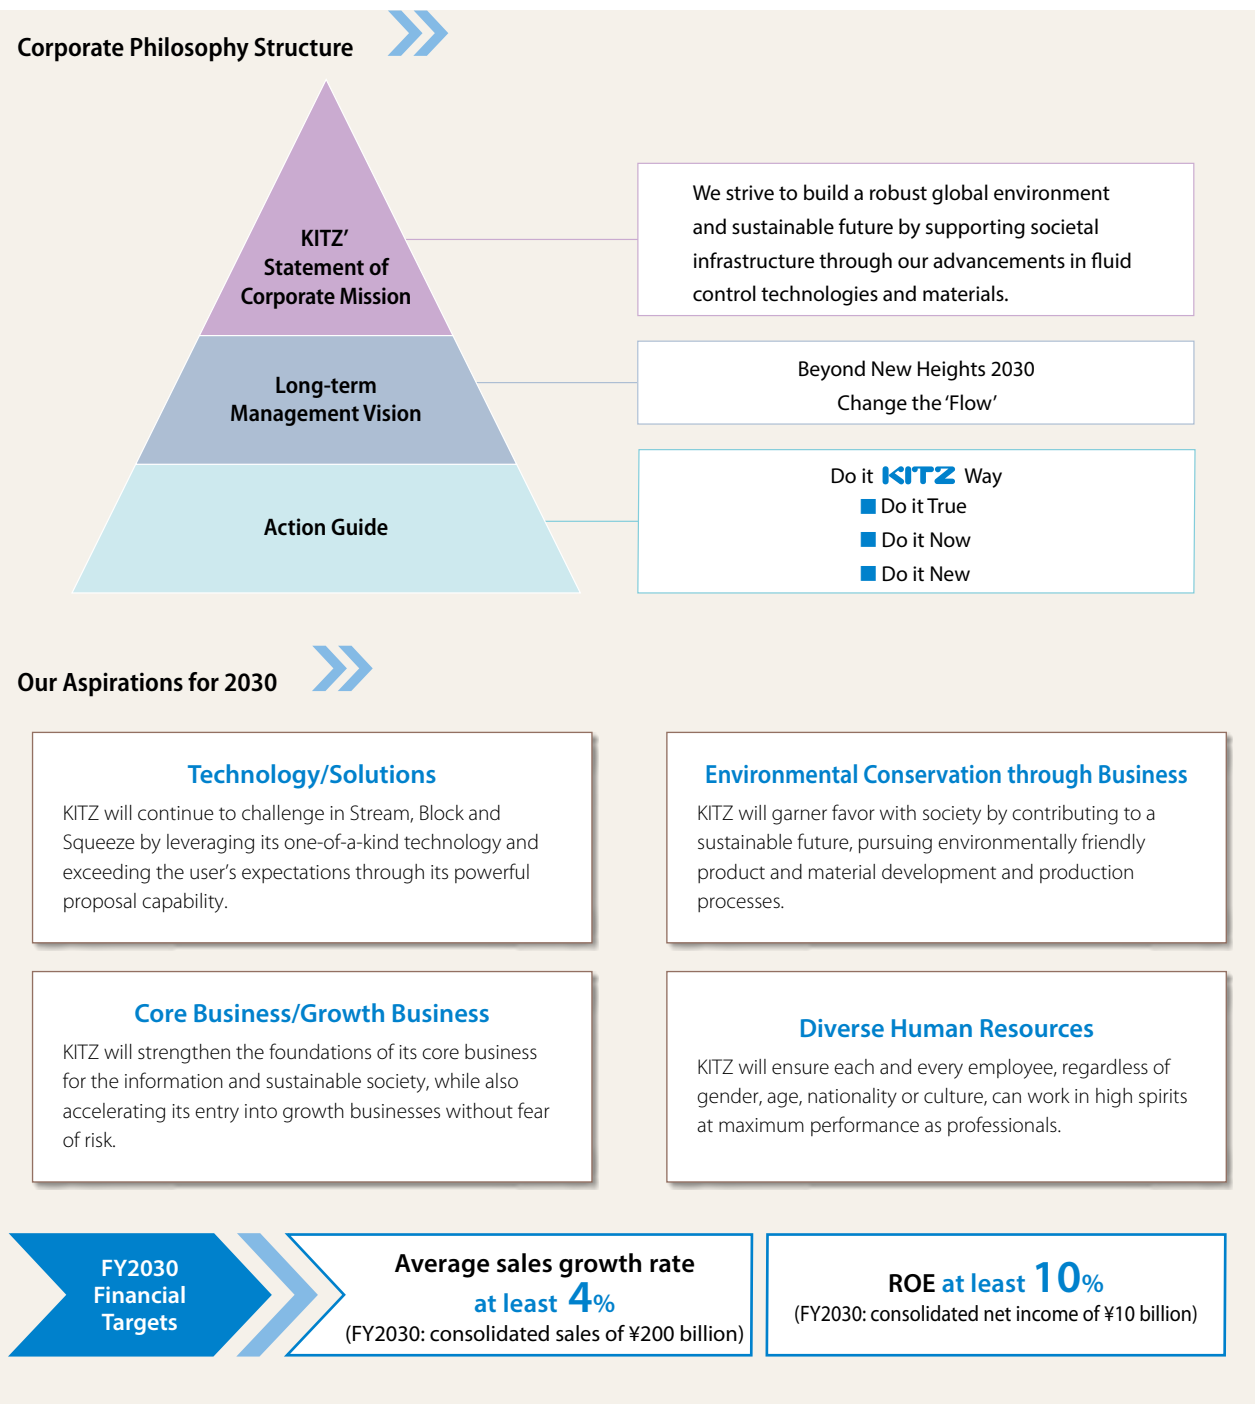 Corporate Philosophy Structure
KITZ’
Statement of
Corporate Mission
We strive to build a robust global environment
and sustainable future by supporting societal
infrastructure through our advancements in fluid
control technologies and materials.
Long-term
Management Vision
Beyond New Heights 2030
Change the ‘Flow’
Action Guide
Do it KITZ Way
Do it True
Do it Now
Do it New
Our Aspirations for 2030
Technology/Solutions
KITZ will continue to challenge in Stream, Block and
Squeeze by leveraging its one-of-a-kind technology and
exceeding the user’s expectations through its powerful
proposal capability.
Environmental Conservation through Business
KITZ will garner favor with society by contributing to a
sustainable future, pursuing environmentally friendly
product and material development and production
processes.
Core Business/Growth Business
KITZ will strengthen the foundations of its core business
for the information and sustainable society, while also
accelerating its entry into growth businesses without fear
of risk.
Diverse Human Resources
KITZ will ensure each and every employee, regardless of
gender, age, nationality or culture, can work in high spirits
at maximum performance as professionals.
FY2030
Financial
Targets
Average sales growth rate
at least 4%
(FY2030: consolidated sales of ¥200 billion)
ROE at least 10%
(FY2030: consolidated net income of ¥10 billion)